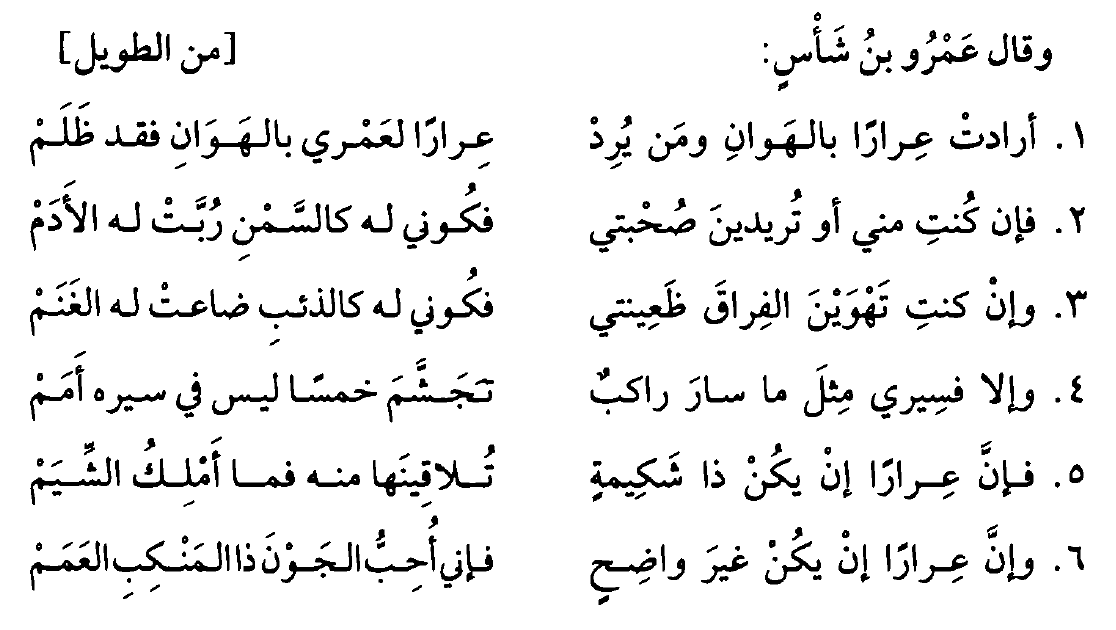 وقال عَمْرُو بنُ شَأْسٍ: [من الطويل]
١. أرادتْ عِرارًا بالهَوانِ ومَن يُرِدْ عِرارًا لعَمْري بالهَوَانِ فقد ظَلَمْ
٢. فإن كُنتِ مني أو تُريدينَ صُحْبتي فكُوني له كالسَّمْنِ رُبَّتْ له الأَدَمْ
٣. وإنْ كنتِ تَهْوَيْنَ الفِراقَ ظَعِينتي فكُوني له كالذئبِ ضاعتْ له الغَنَمْ
٤. وإلا فسِيري مِثلَ ما سارَ راكبٌ تجَشَّمَ خمسًا ليس في سيره أَمَمْ
٥. فإنَّ عِرارًا إنْ يكُنْ ذا شَكِيمةٍ تُلاقِينَها منه فما أَمْلِكُ الشِّيَمْ
٦. وإنَّ عِرارًا إنْ يكُنْ غيرَ واضِحٍ فإني أُحِبُّ الجَوْنَ ذا المَنْكِبِ العَمَمْ